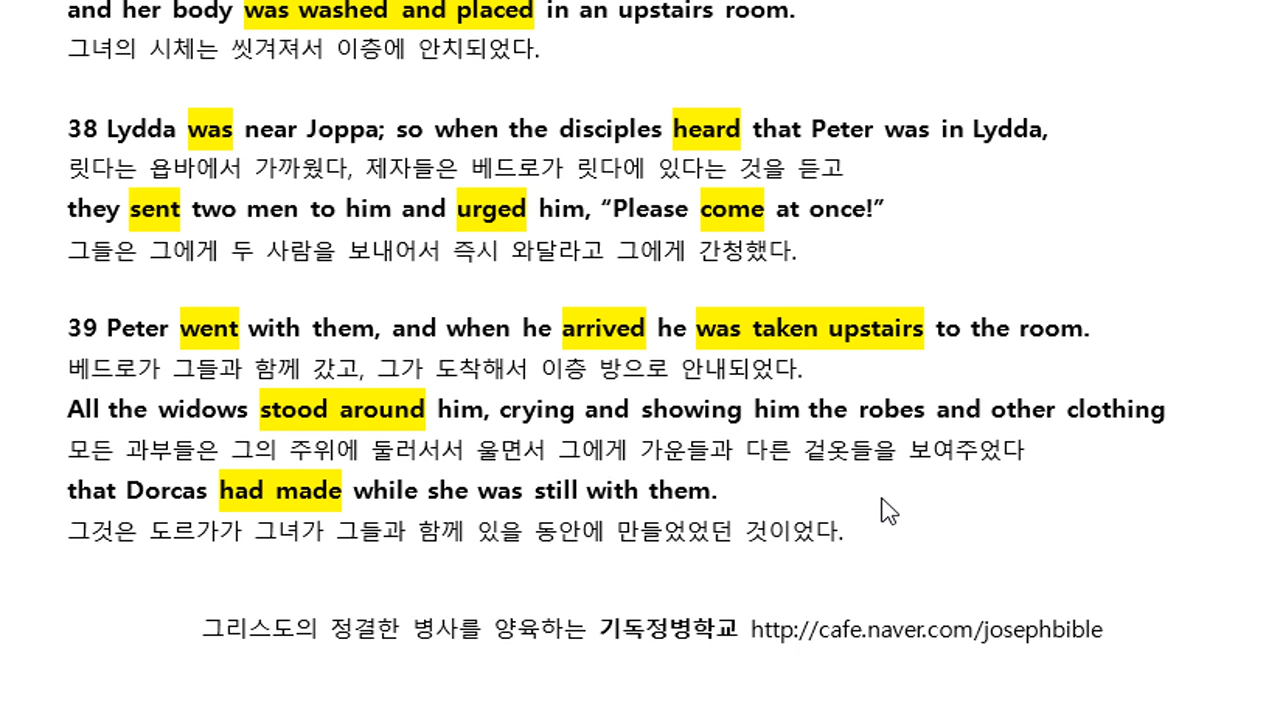 and her body was washed and placed in an upstairs room.
그녀의 시체는 씻겨져서 이층에 안치되었다.
38 Lydda was near Joppa; so when the disciples heard that Peter was in Lydda,
릿다는 욥바에서 가까웠다, 제자들은 베드로가 릿다에 있다는 것을 듣고
they sent two men to him and urged him, “Please come at once!”
그들은 그에게 두 사람을 보내어서 즉시 와달라고 그에게 간청했다.
39 Peter went with them, and when he arrived he was taken upstairs to the room.
베드로가 그들과 함께 갔고, 그가 도착해서 이층 방으로 안내되었다.
All the widows stood around him, crying and showing him the robes and other clothing
모든 과부들은 그의 주위에 둘러서서 울면서 그에게 가운들과 다른 겉옷들을 보여주었다
that Dorcas had made while she was still with them.
그것은 도르가가 그녀가 그들과 함께 있을 동안에 만들었었던 것이었다.
그리스도의 정결한 병사를 양육하는 기독정병학교 http://cafe.naver.com/josephbible